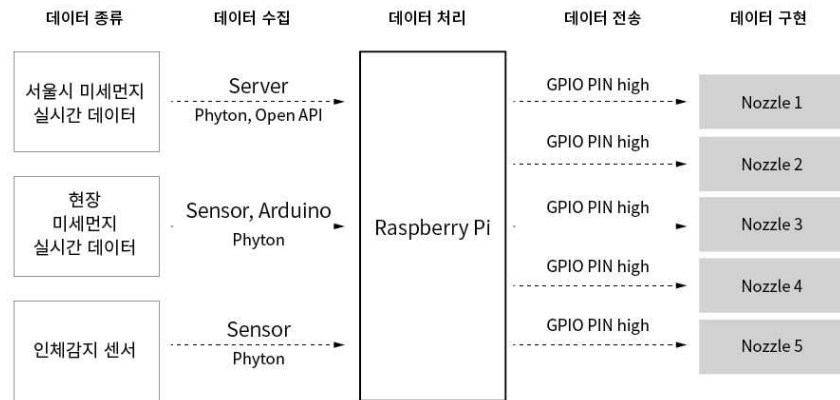 데이터 종류
데이터 수집
데이터 처리
데이터 전송
데이터 구현
서울시 미세먼지
실시간 데이터
Server
Phyton, Open API
현장
미세먼지
실시간 데이터
Sensor, Arduino
Phyton
인체감지 센서
Sensor
Phyton
Raspberry Pi
GPIO PIN high
Nozzle 1
GPIO PIN high
Nozzle 2
GPIO PIN high
Nozzle 3
GPIO PIN high
Nozzle 4
GPIO PIN high
Nozzle 5